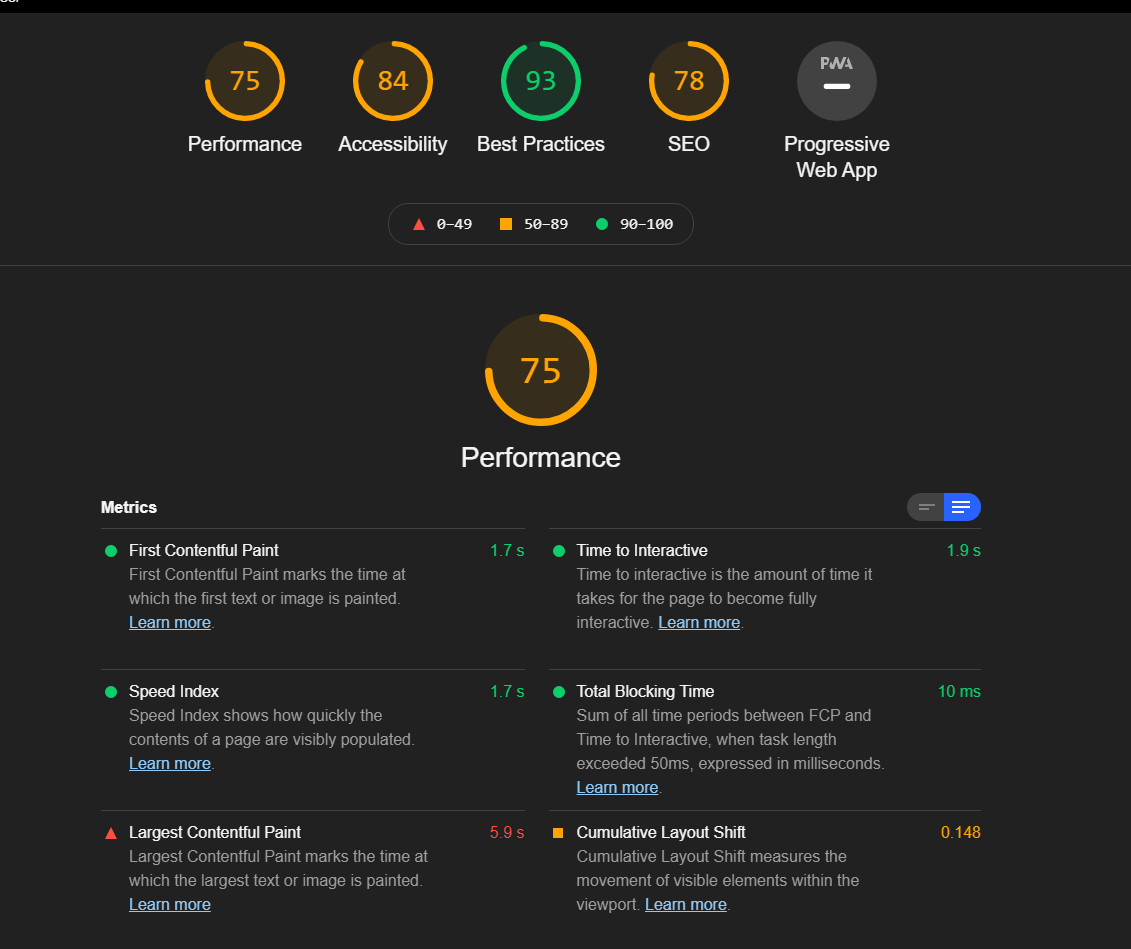 75 84 93 78 PWA
Performance Accessibility Best Practices SEO Progressive
Web App
0–49 50–89 90–100
75
Performance
Metrics
First Contentful Paint 1.7 s
First Contentful Paint marks the time at
which the first text or image is painted.
Learn more.
Time to Interactive 1.9 s
Time to interactive is the amount of time it
takes for the page to become fully
interactive. Learn more.
Speed Index 1.7 s
Speed Index shows how quickly the
contents of a page are visibly populated.
Learn more.
Total Blocking Time 10 ms
Sum of all time periods between FCP and
Time to Interactive, when task length
exceeded 50ms, expressed in milliseconds.
Learn more.
Largest Contentful Paint 5.9 s
Largest Contentful Paint marks the time at
which the largest text or image is painted.
Learn more
Cumulative Layout Shift 0.148
Cumulative Layout Shift measures the
movement of visible elements within the
viewport. Learn more.